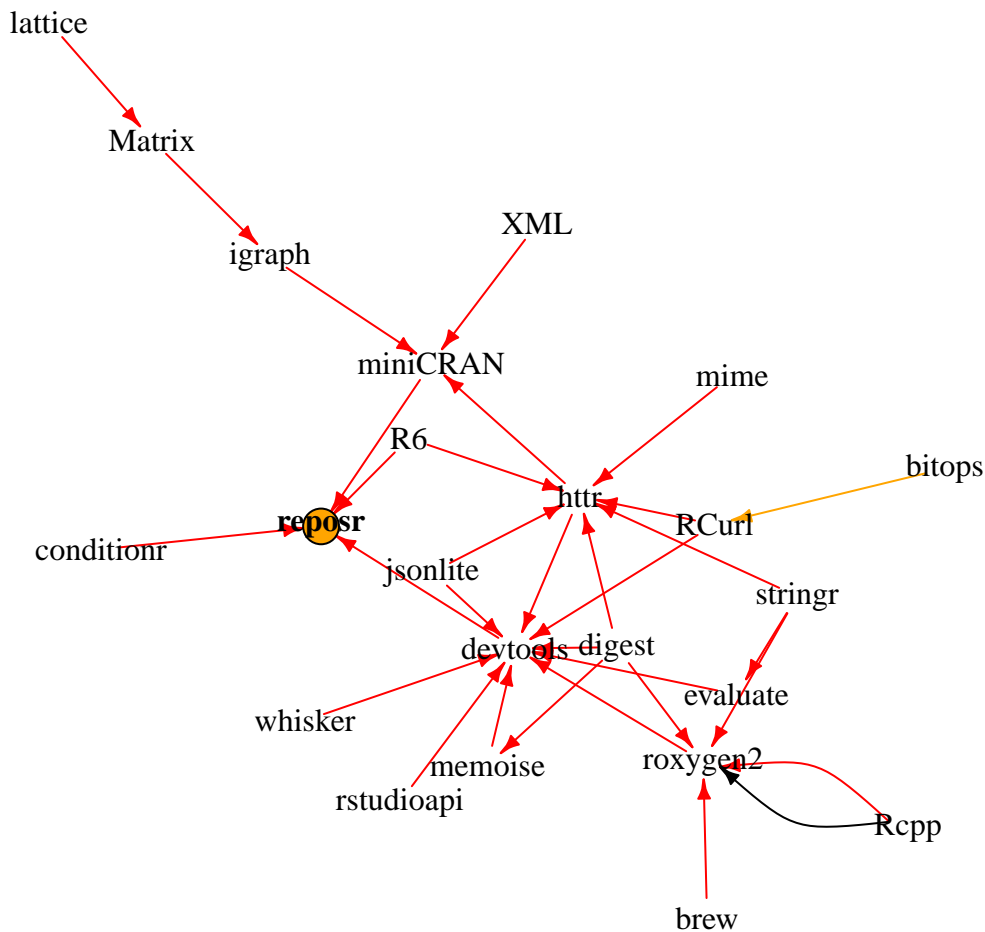 lattice
Matrix
XML
igraph
miniCRAN
mime
R6
bitops
httr
reposr
RCurl
conditionr
jsonlite
stringr
digest
devtools
evaluate
whisker
roxygen2
memoise
rstudioapi
Rcpp
brew